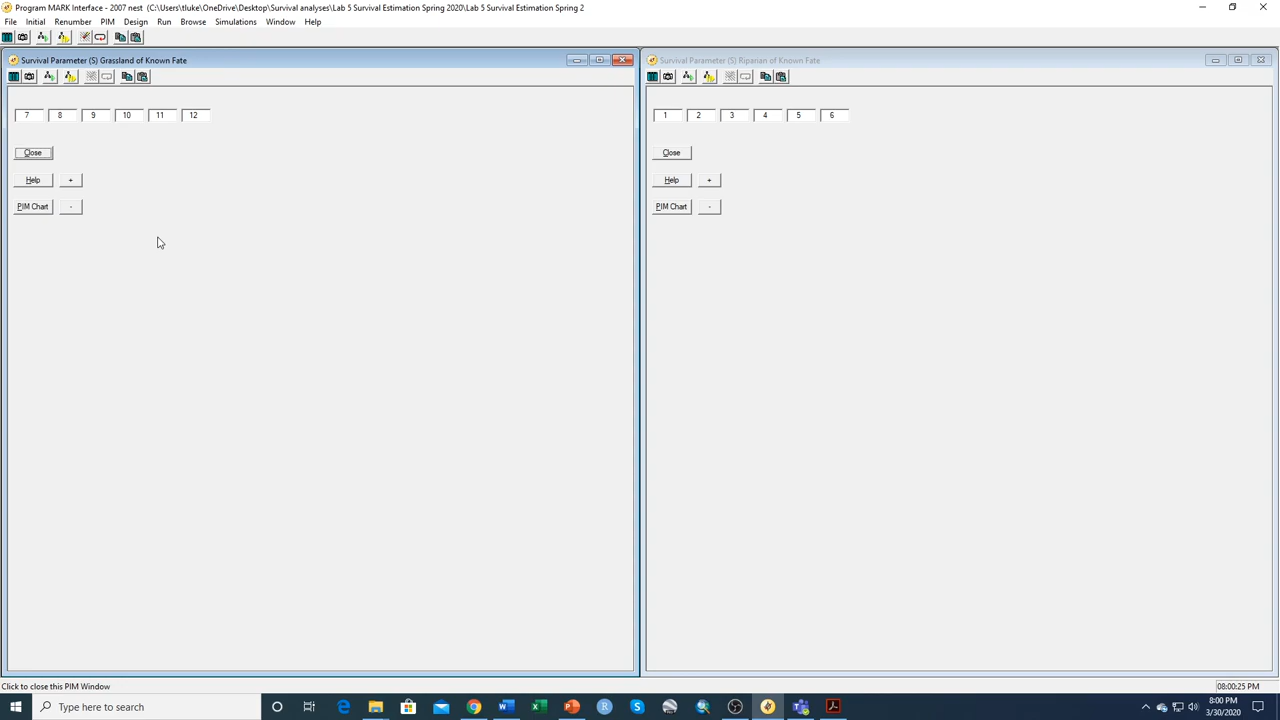 Program MARK Interface - 2007 nest (C:\Users\tluke\OneDrive\Desktop\Survival analyses\Lab 5 Survival Estimation Spring 2020\Lab 5 Survival Estimation Spring 2
File Initial Renumber PIM Design Run Browse Simulations Window Help
Survival Parameter (S) Grassland of Known Fate
7 8 9 10 11 12
Close
Help +
PIM Chart -
Survival Parameter (S) Riparian of Known Fate
1 2 3 4 5 6
Close
Help +
PIM Chart -
Click to close this PIM Window
08:00:25 PM
Type here to search
8:00 PM
3/30/2020